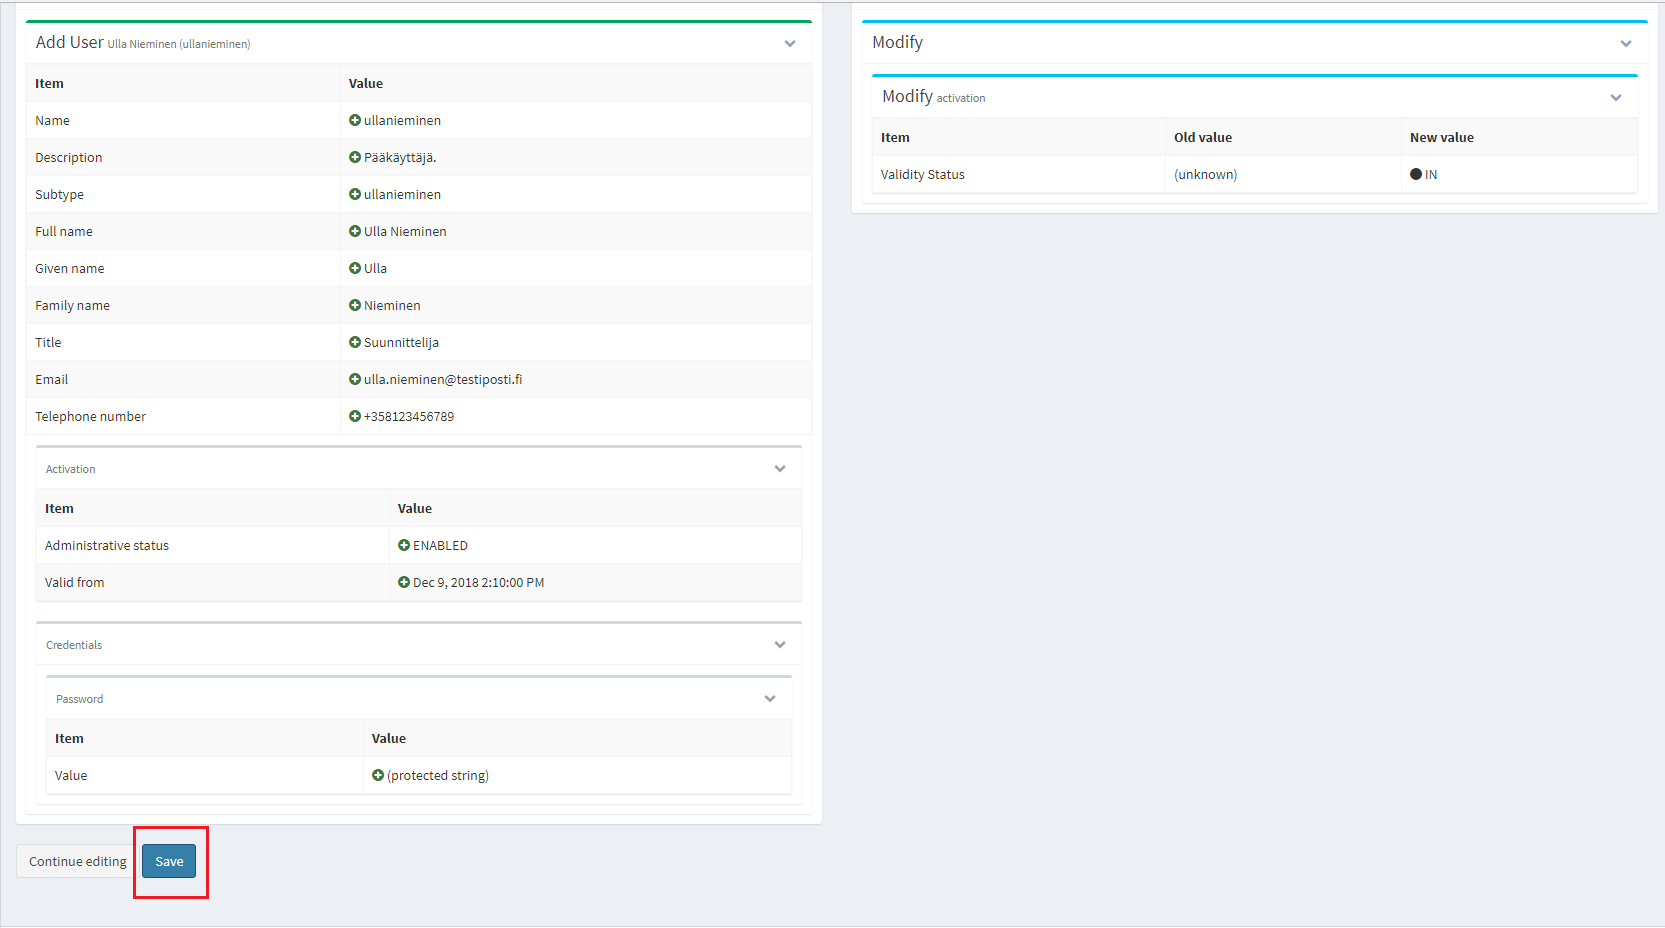 Add User Ulla Nieminen (ullanieminen)
Item Value
Name ullanieminen
Description Pääkäyttäjä.
Subtype ullanieminen
Full name Ulla Nieminen
Given name Ulla
Family name Nieminen
Title Suunnittelija
Email ulla.nieminen@testiposti.fi
Telephone number +358123456789
Activation
Item Value
Administrative status ENABLED
Valid from Dec 9, 2018 2:10:00 PM
Credentials
Password
Item Value
Value (protected string)
Continue editing Save
Modify
Modify activation
Item Old value New value
Validity Status (unknown) IN